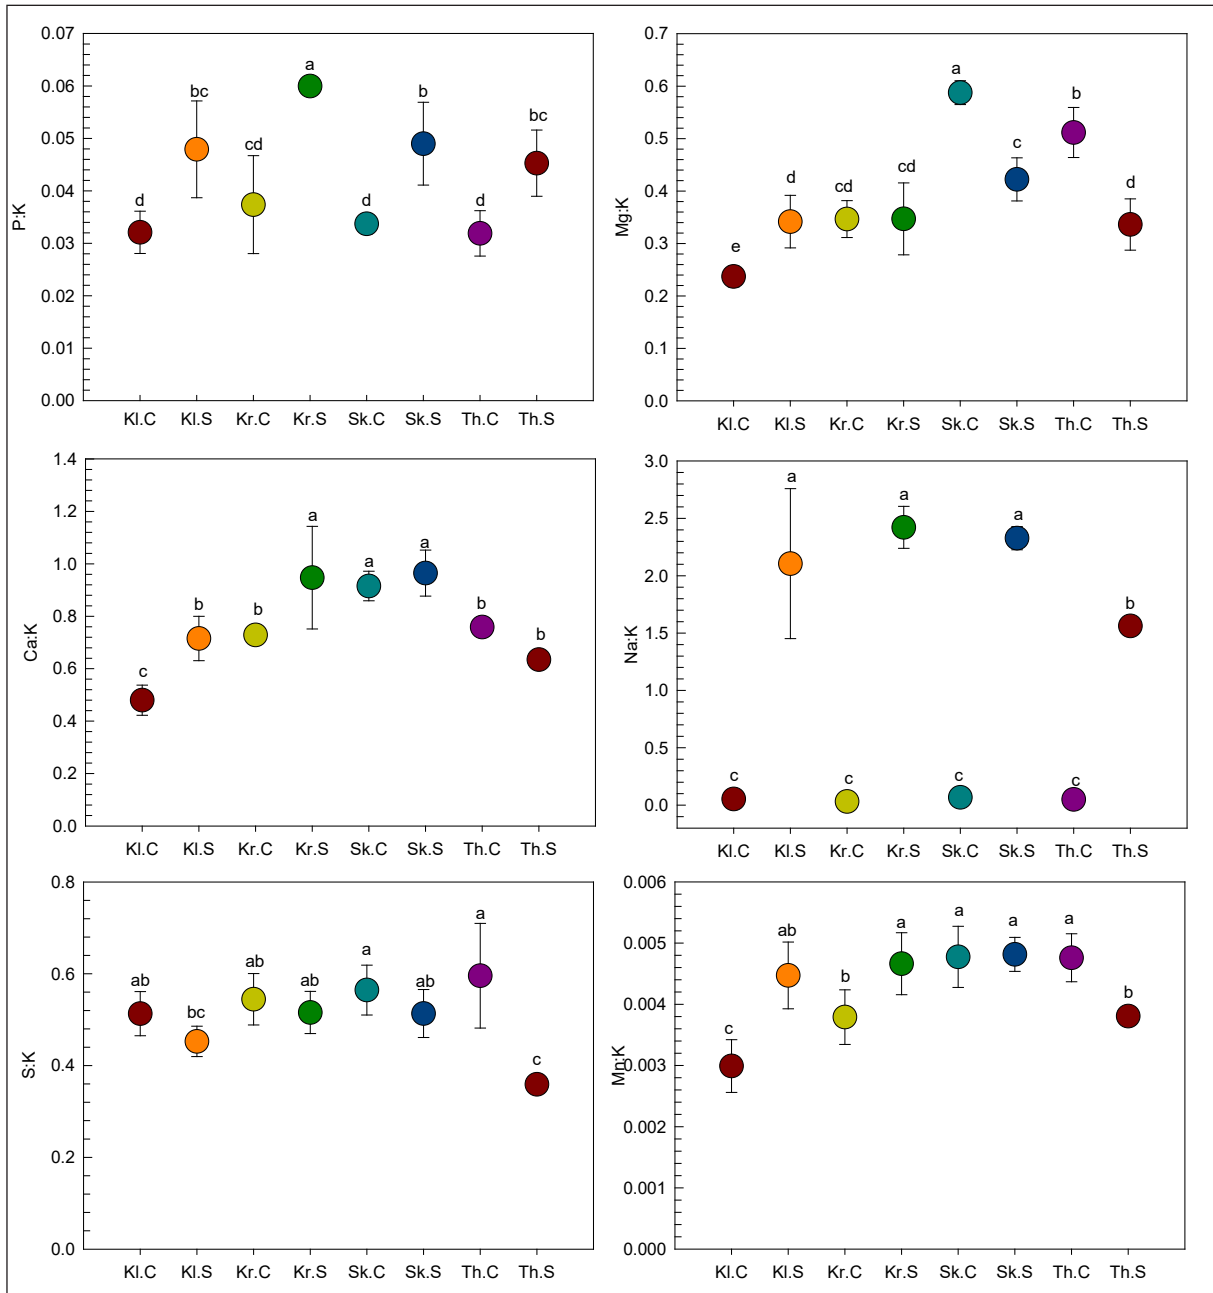 P:K
0.07
0.06
0.05
0.04
0.03
0.02
0.01
0.00
d
bc
cd
a
d
b
d
bc
Kl.C Kl.S Kr.C Kr.S Sk.C Sk.S Th.C Th.S
Mg:K
0.7
0.6
0.5
0.4
0.3
0.2
0.1
0.0
e
d
cd
cd
a
c
b
d
Kl.C Kl.S Kr.C Kr.S Sk.C Sk.S Th.C Th.S
Ca:K
1.4
1.2
1.0
0.8
0.6
0.4
0.2
0.0
c
b
b
a
a
a
b
b
Kl.C Kl.S Kr.C Kr.S Sk.C Sk.S Th.C Th.S
Na:K
3.0
2.5
2.0
1.5
1.0
0.5
0.0
c
a
c
a
c
a
c
b
Kl.C Kl.S Kr.C Kr.S Sk.C Sk.S Th.C Th.S
S:K
0.8
0.6
0.4
0.2
0.0
ab
bc
ab
ab
a
ab
a
c
Kl.C Kl.S Kr.C Kr.S Sk.C Sk.S Th.C Th.S
Mn:K
0.006
0.005
0.004
0.003
0.002
0.001
0.000
c
ab
b
a
a
a
a
b
Kl.C Kl.S Kr.C Kr.S Sk.C Sk.S Th.C Th.S